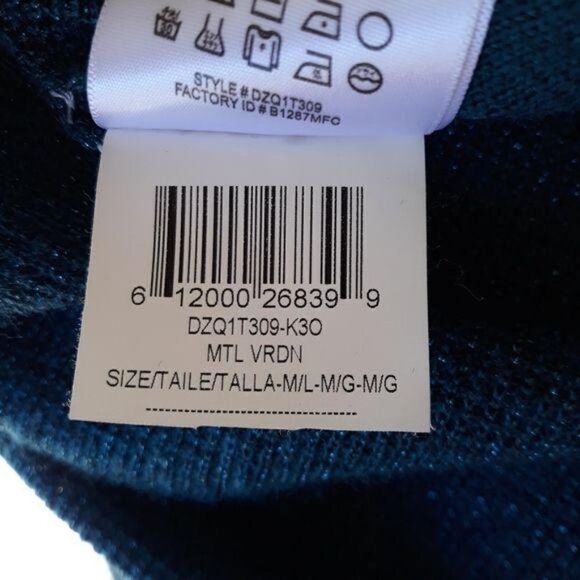 STYLE # DZQ1T309
FACTORY ID # B1287MFC
6 12000 26839 9
DZQ1T309-K3O
MTL VRDN
SIZE/TAILE/TALLA-M/L-M/G-M/G